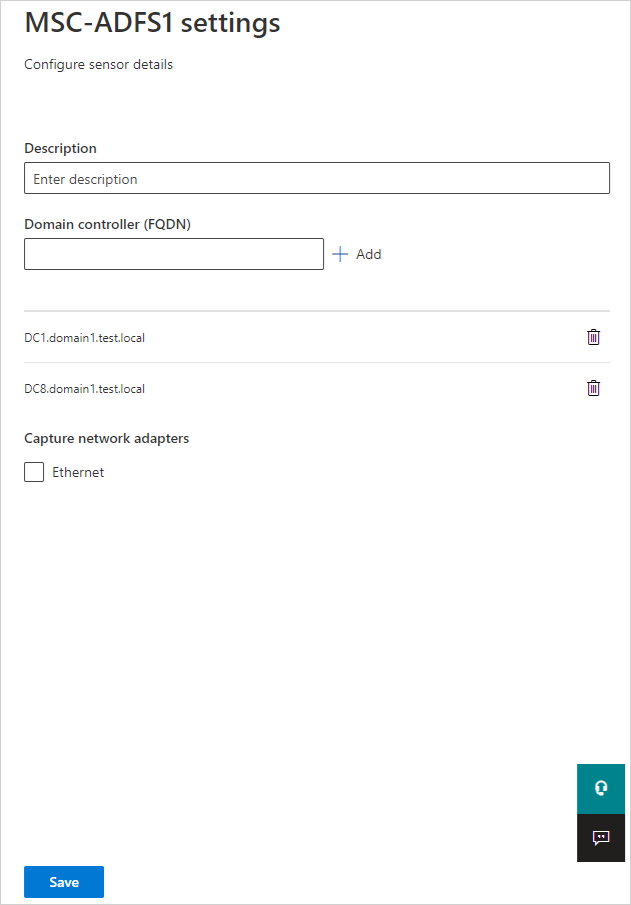 MSC-ADFS1 settings
Configure sensor details
Description
Enter description
Domain controller (FQDN)
Add
DC1.domain1.test.local
DC8.domain1.test.local
Capture network adapters
Ethernet
Save